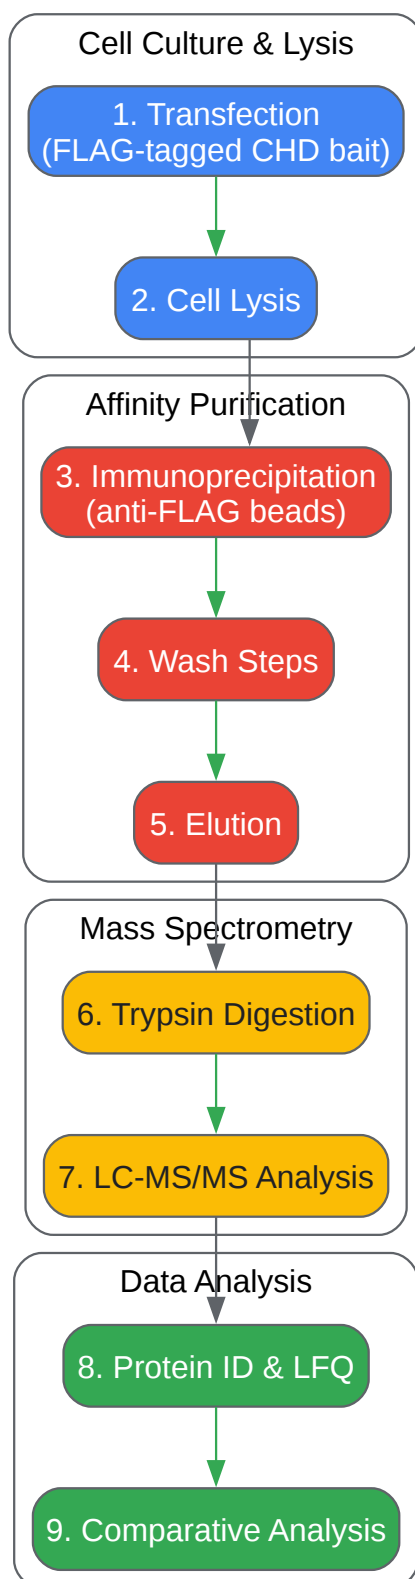 Cell Culture & Lysis
1. Transfection
(FLAG-tagged CHD bait)
2. Cell Lysis
Affinity Purification
3. Immunoprecipitation
(anti-FLAG beads)
4. Wash Steps
5. Elution
Mass Spectrometry
6. Trypsin Digestion
7. LC-MS/MS Analysis
Data Analysis
8. Protein ID & LFQ
9. Comparative Analysis